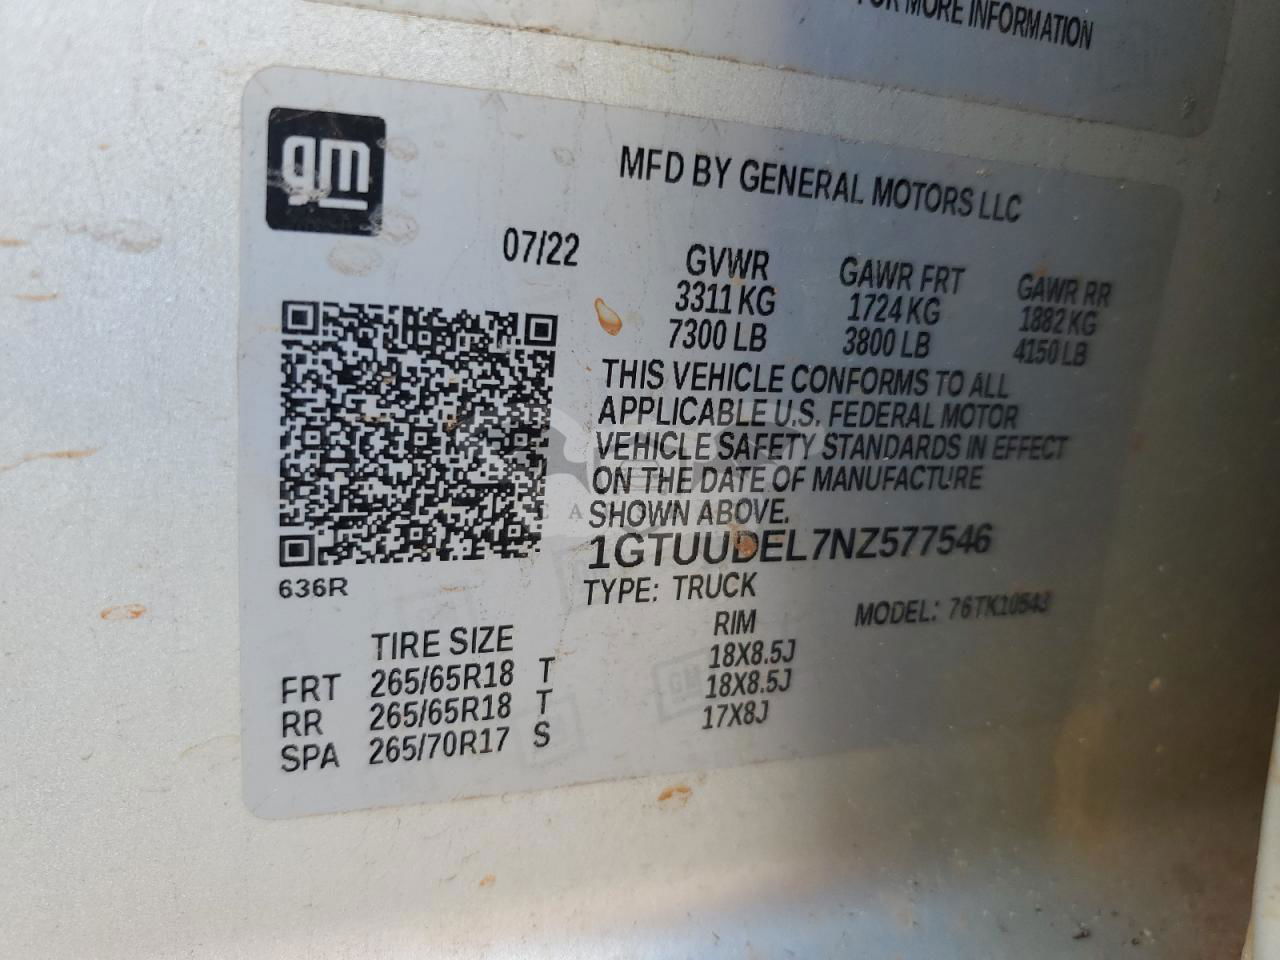 FOR MORE INFORMATION
gm
MFD BY GENERAL MOTORS LLC
07/22
GVWR GAWR FRT GAWR RR
3311 KG 1724 KG 1882 KG
7300 LB 3800 LB 4150 LB
THIS VEHICLE CONFORMS TO ALL
APPLICABLE U.S. FEDERAL MOTOR
VEHICLE SAFETY STANDARDS IN EFFECT
ON THE DATE OF MANUFACTURE
SHOWN ABOVE.
1GTUUDEL7NZ577546
636R
TYPE: TRUCK MODEL: 76TK10543
TIRE SIZE RIM
FRT 265/65R18 T 18X8.5J
RR 265/65R18 T 18X8.5J
SPA 265/70R17 S 17X8J
GM